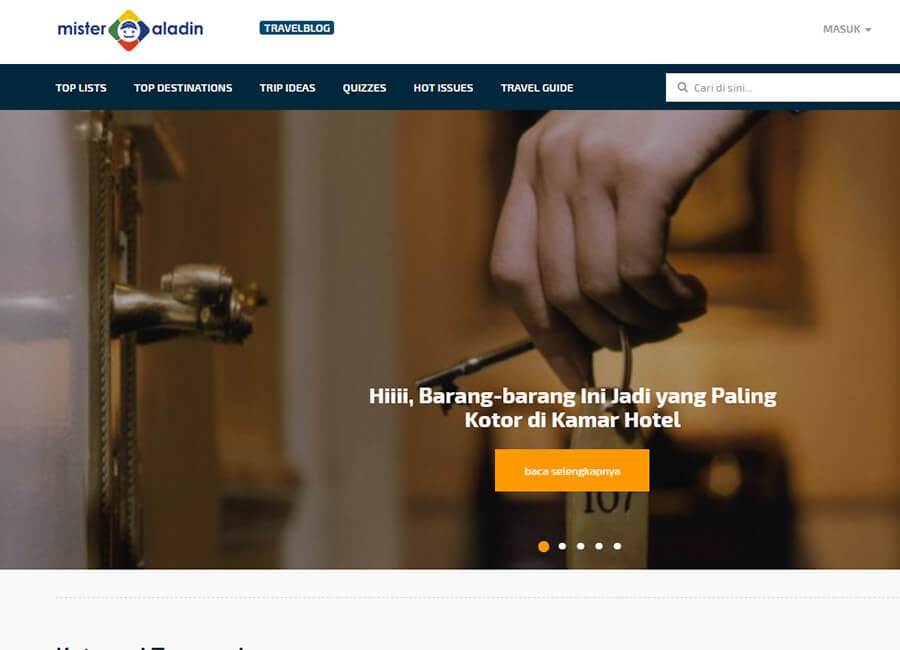 mister aladin
TRAVELBLOG
MASUK
TOP LISTS
TOP DESTINATIONS
TRIP IDEAS
QUIZZES
HOT ISSUES
TRAVEL GUIDE
Cari di sini...
Hiiii, Barang-barang Ini Jadi yang Paling
Kotor di Kamar Hotel
baca selengkapnya
107